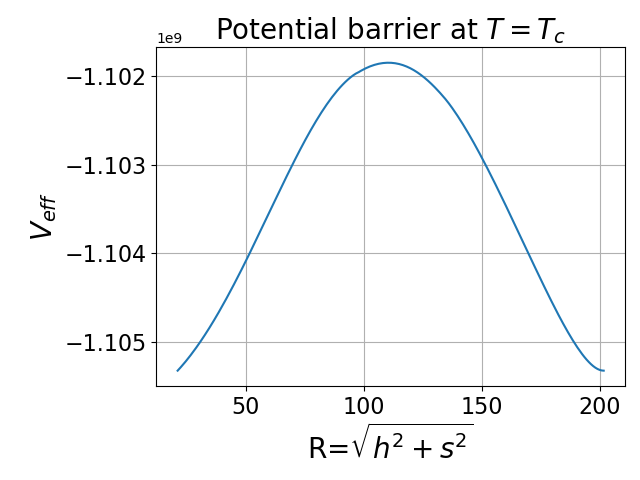 Potential barrier at T = T_c
1e9
−1.102
−1.103
−1.104
−1.105
V_eff
50 100 150 200
R=√h² + s²